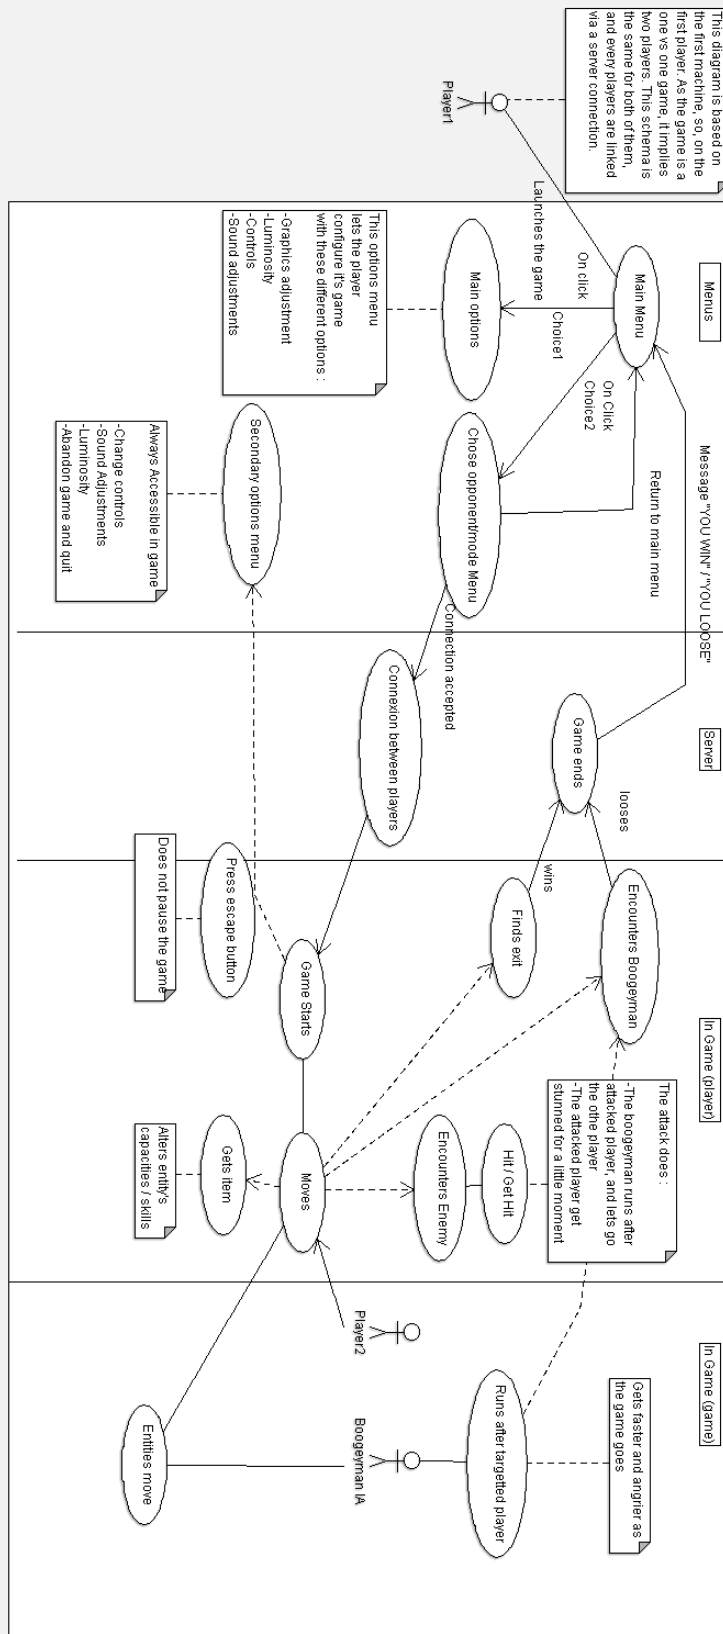 This diagram is based on
the first machine, so, on the
first player. As the game is a
one vs one game, it implies
two players. This schema is
the same for both of them,
and every players are linked
via a server connection.
Player1
Menus
Server
In Game (player)
In Game (game)
Message "YOU WIN" / "YOU LOOSE"
Main Menu
Return to main menu
On click
Launches the game
Choice1
On Click
Choice2
Main options
This options menu
lets the player
configure it's game
with these different options :
-Graphics adjustment
-Luminosity
-Controls
-Sound adjustments
Chose opponent/mode Menu
Connection accepted
Secondary options menu
Always Accessible in game
-Change controls
-Sound Adjustments
-Luminosity
-Abandon game and quit
Connexion between players
Game ends
looses
wins
Encounters Boogeyman
Finds exit
Press escape button
Does not pause the game
Game Starts
The attack does :
-The boogeyman runs after
attacked player, and lets go
the othe player
-The attacked player get
stunned for a little moment
Hit / Get Hit
Encounters Enemy
Moves
Gets item
Alters entity's
capacities / skills
Player2
Gets faster and angrier as
the game goes
Runs after targetted player
Boogeyman IA
Entities move